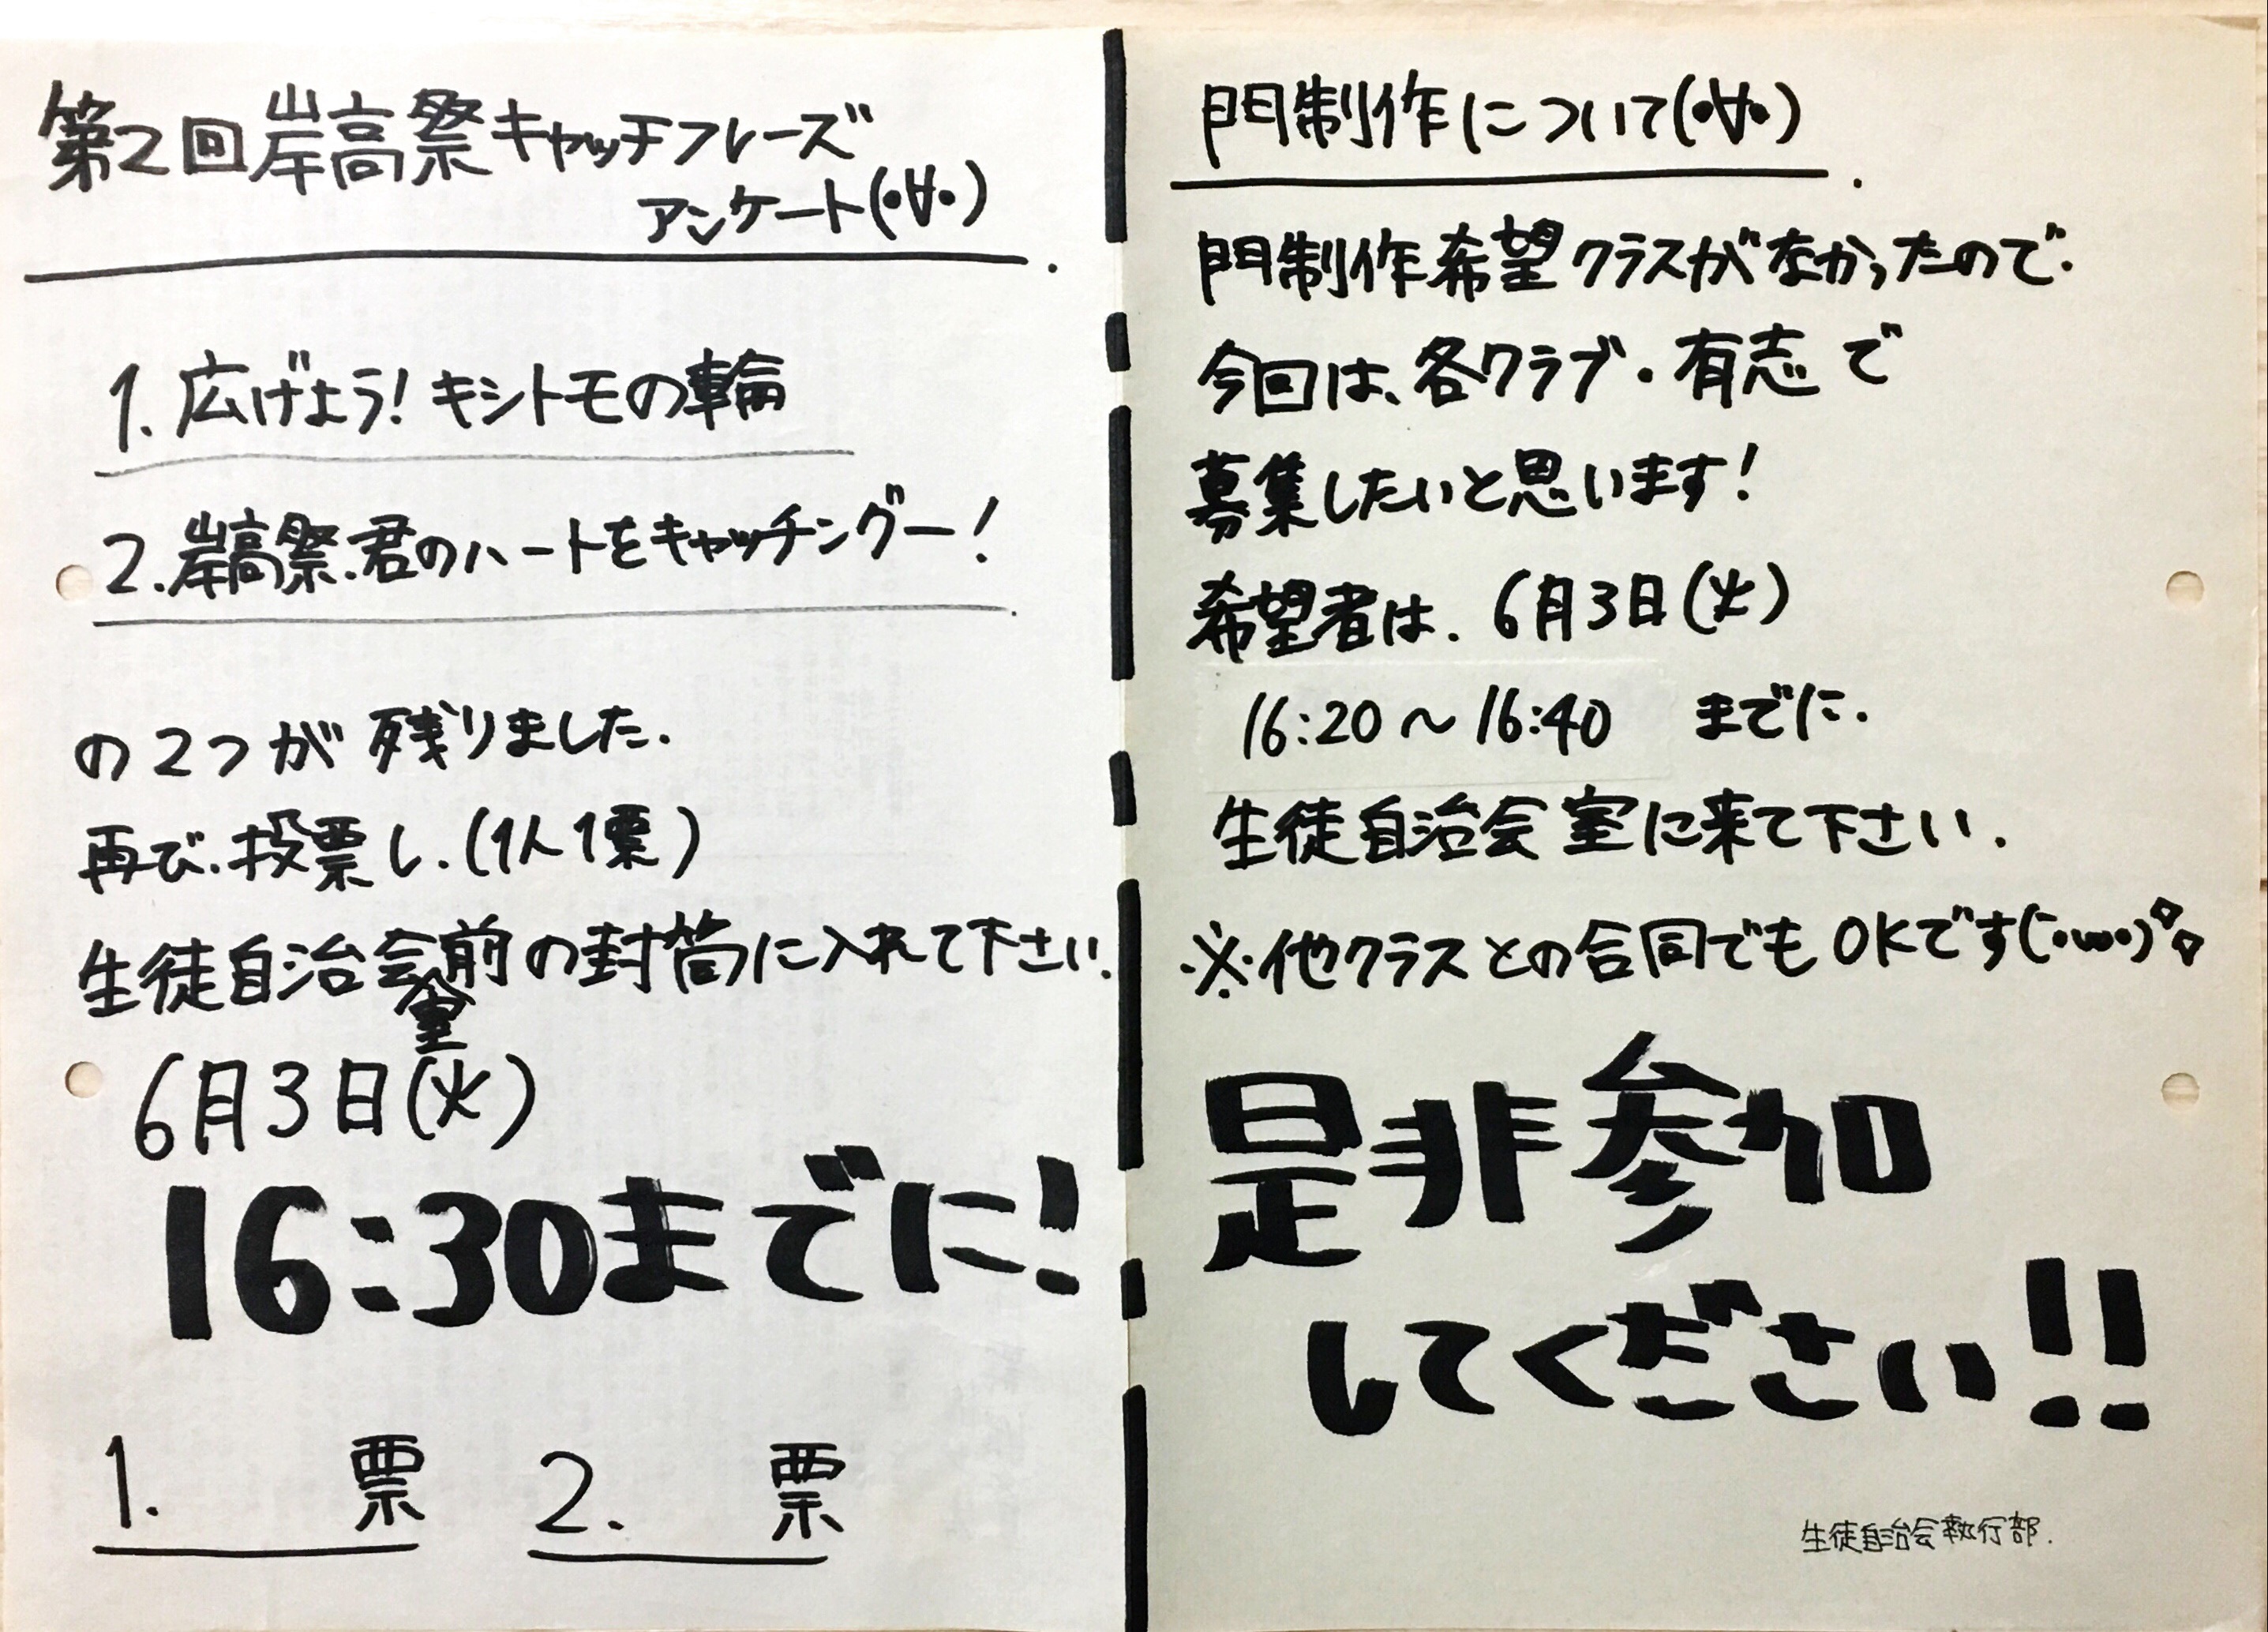 第2回岸高祭キャッチフレーズ
アンケート(・∀・)
1. 広げよう! キシトモの輪
2. 岸高祭.君のハートをキャッチングー!
の2つが残りました.
再び.投票し.(1人1票)
生徒自治会室前の封筒に入れて下さい.
6月3日(火)
16:30までに!
1. 票 2. 票
門制作について(・∀・)
門制作希望クラスがなかったので.
今回は、各クラブ・有志で
募集したいと思います!
希望者は. 6月3日(火)
16:20〜16:40 までに.
生徒自治会室に来て下さい.
※他クラスとの合同でもOKです(・ω・)
是非参加
してください!!
生徒自治会執行部.